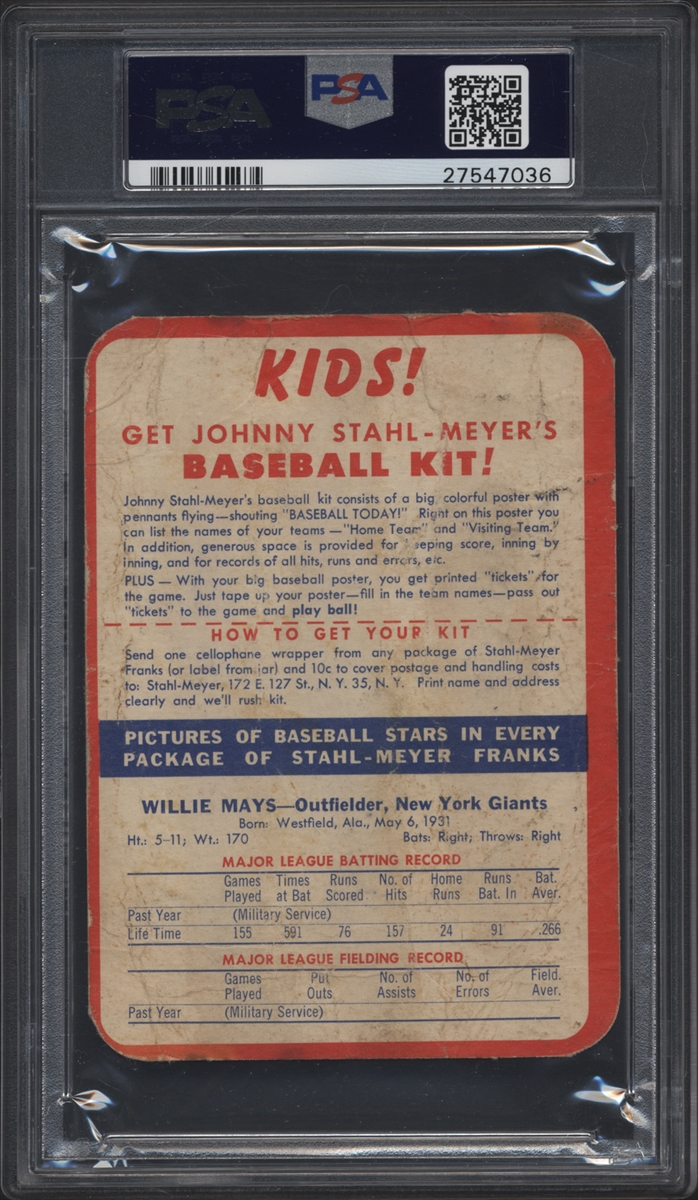 PSA
PSA
27547036
KIDS!
GET JOHNNY STAHL-MEYER'S
BASEBALL KIT!
Johnny Stahl-Meyer's baseball kit consists of a big colorful poster with
pennants flying—shouting "BASEBALL TODAY!" Right on this poster you
can list the names of your teams —"Home Team" and "Visiting Team."
In addition, generous space is provided for eeping score, inning by
inning, and for records of all hits, runs and errors, etc.
PLUS — With your big baseball poster, you get printed "tickets" for
the game. Just tape up your poster—fill in the team names—pass out
"tickets" to the game and play ball!
HOW TO GET YOUR KIT
Send one cellophane wrapper from any package of Stahl-Meyer
Franks (or label from jar) and 10c to cover postage and handling costs
to: Stahl-Meyer, 172 E. 127 St., N. Y. 35, N. Y. Print name and address
clearly and we'll rush kit.
PICTURES OF BASEBALL STARS IN EVERY
PACKAGE OF STAHL-MEYER FRANKS
WILLIE MAYS—Outfielder, New York Giants
Born: Westfield, Ala., May 6, 1931
Ht.: 5-11; Wt.: 170 Bats: Right; Throws: Right
MAJOR LEAGUE BATTING RECORD
Games Times Runs No. of Home Runs Bat.
Played at Bat Scored Hits Runs Bat. In Aver.
Past Year (Military Service)
Life Time 155 591 76 157 24 91 .266
MAJOR LEAGUE FIELDING RECORD
Games Put No. of No. of Field.
Played Outs Assists Errors Aver.
Past Year (Military Service)